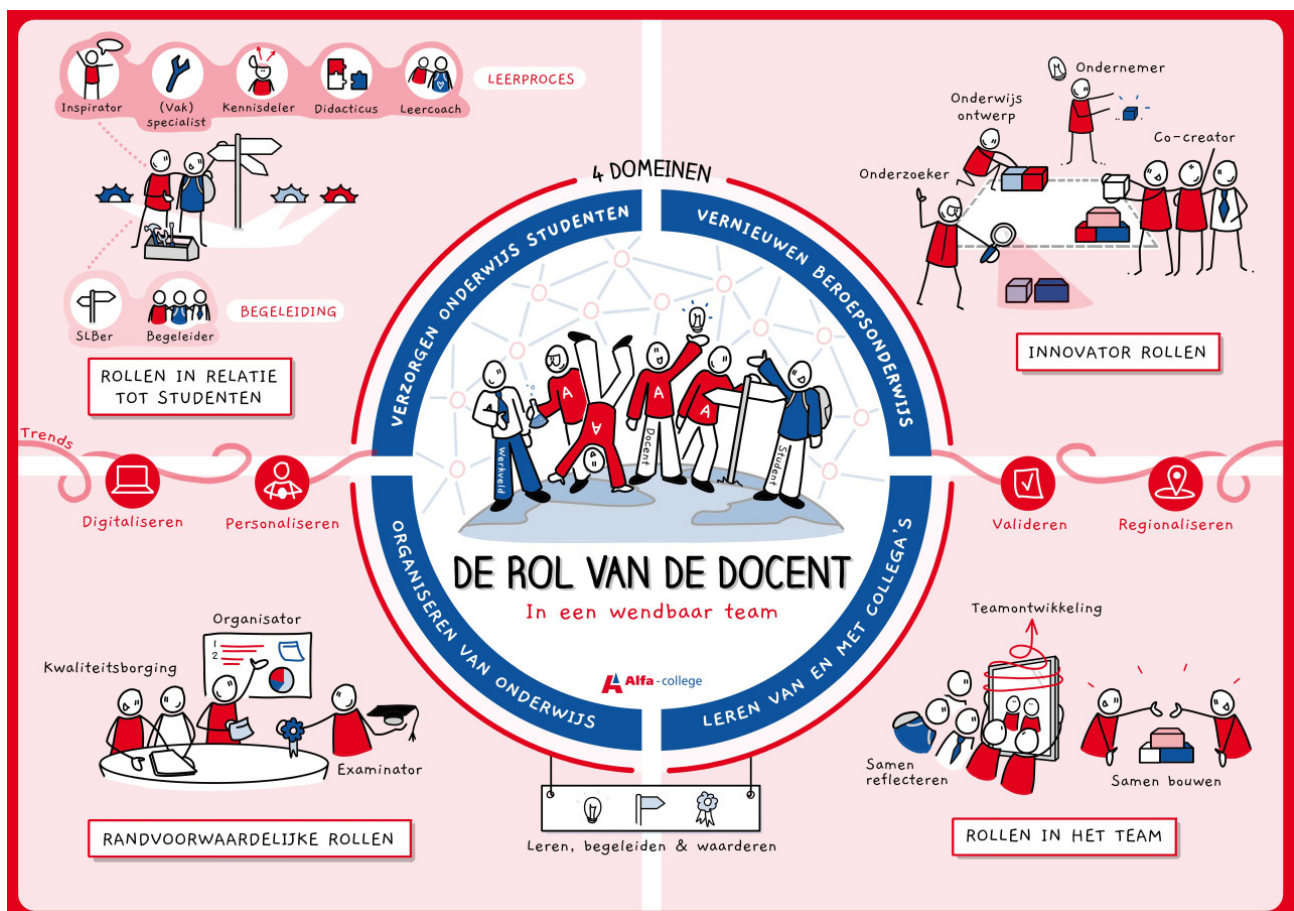 Inspirator
(Vak)
specialist
Kennisdeler
Didacticus
Leercoach
LEERPROCES
SLBer
Begeleider
BEGELEIDING
ROLLEN IN RELATIE
TOT STUDENTEN
4 DOMEINEN
VERZORGEN ONDERWIJS STUDENTEN
VERNIEUWEN BEROEPSONDERWIJS
Ondernemer
Onderwijs
ontwerp
Co-creator
Onderzoeker
INNOVATOR ROLLEN
Trends
Digitaliseren
Personaliseren
Valideren
Regionaliseren
A
A
A
A
Werkveld
Docent
Student
DE ROL VAN DE DOCENT
In een wendbaar team
Alfa-college
ORGANISEREN VAN ONDERWIJS
LEREN VAN EN MET COLLEGA'S
Organisator
1
2
Kwaliteitsborging
Examinator
RANDVOORWAARDELIJKE ROLLEN
Leren, begeleiden & waarderen
Teamontwikkeling
Samen
reflecteren
Samen bouwen
ROLLEN IN HET TEAM